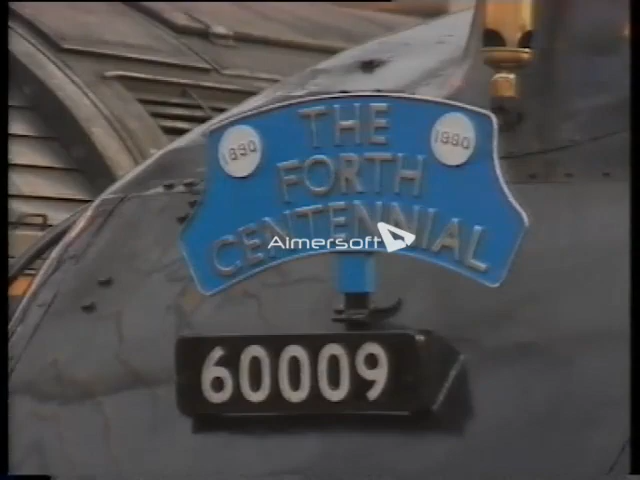 THE
1890
1990
FORTH
CENTENNIAL
Aimersoft
60009